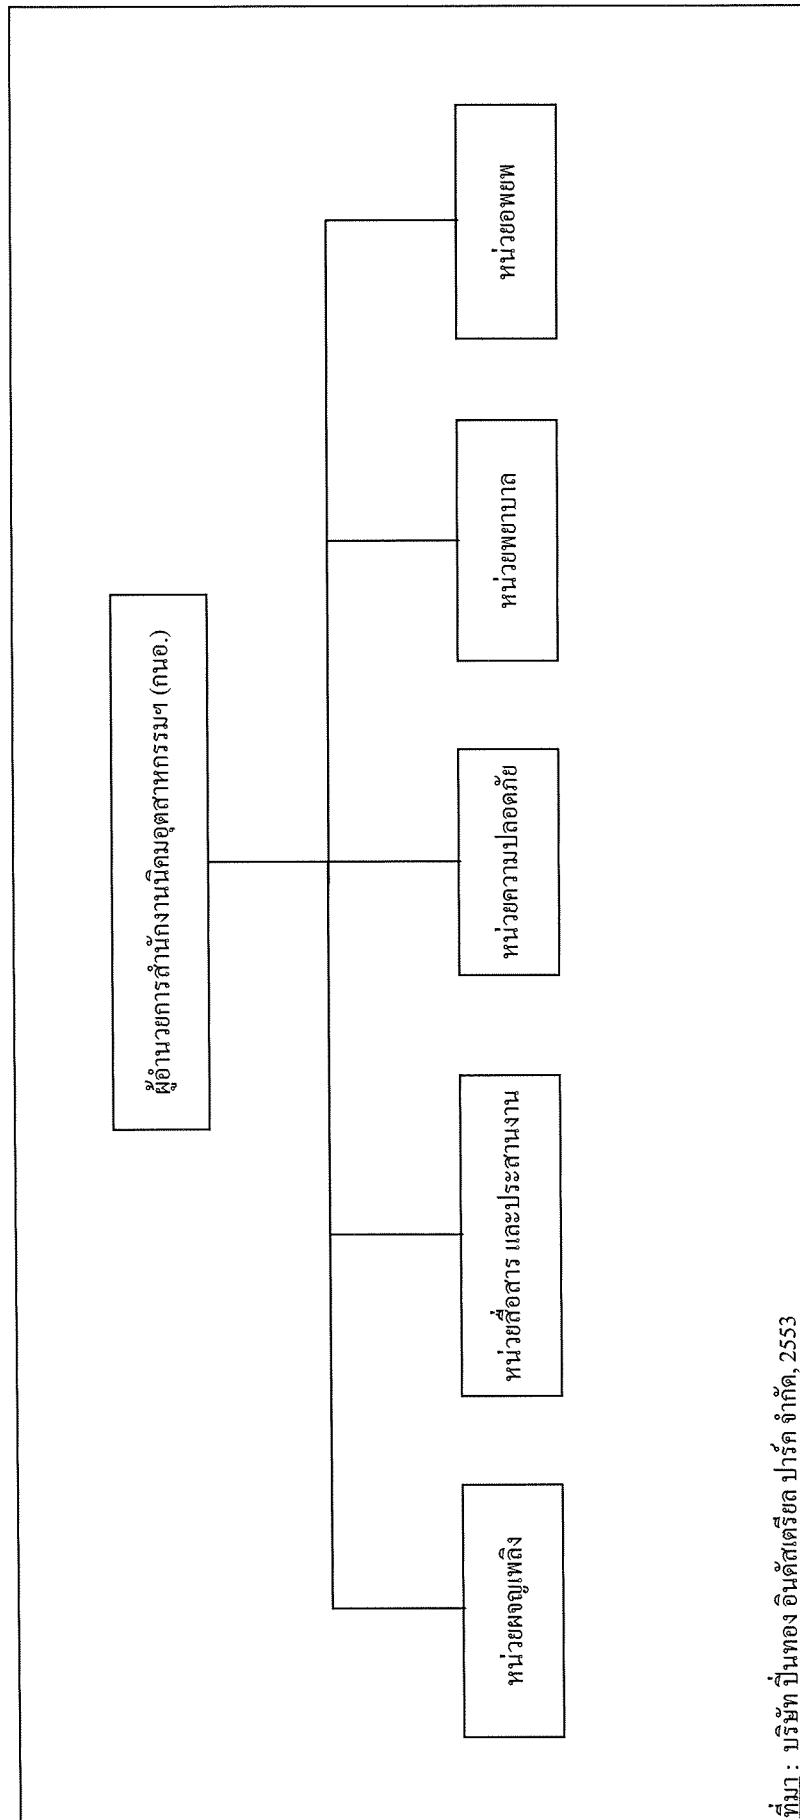 ผู้อำนวยการสำนักงานนิคมอุตสาหกรรมฯ (กนอ.)
หน่วยผจญเพลิง
หน่วยสื่อสาร และประสานงาน
หน่วยความปลอดภัย
หน่วยพยาบาล
หน่วยอพยพ
ที่มา : บริษัท ปิ่นทอง อินดัสเตรียล ปาร์ค จำกัด, 2553